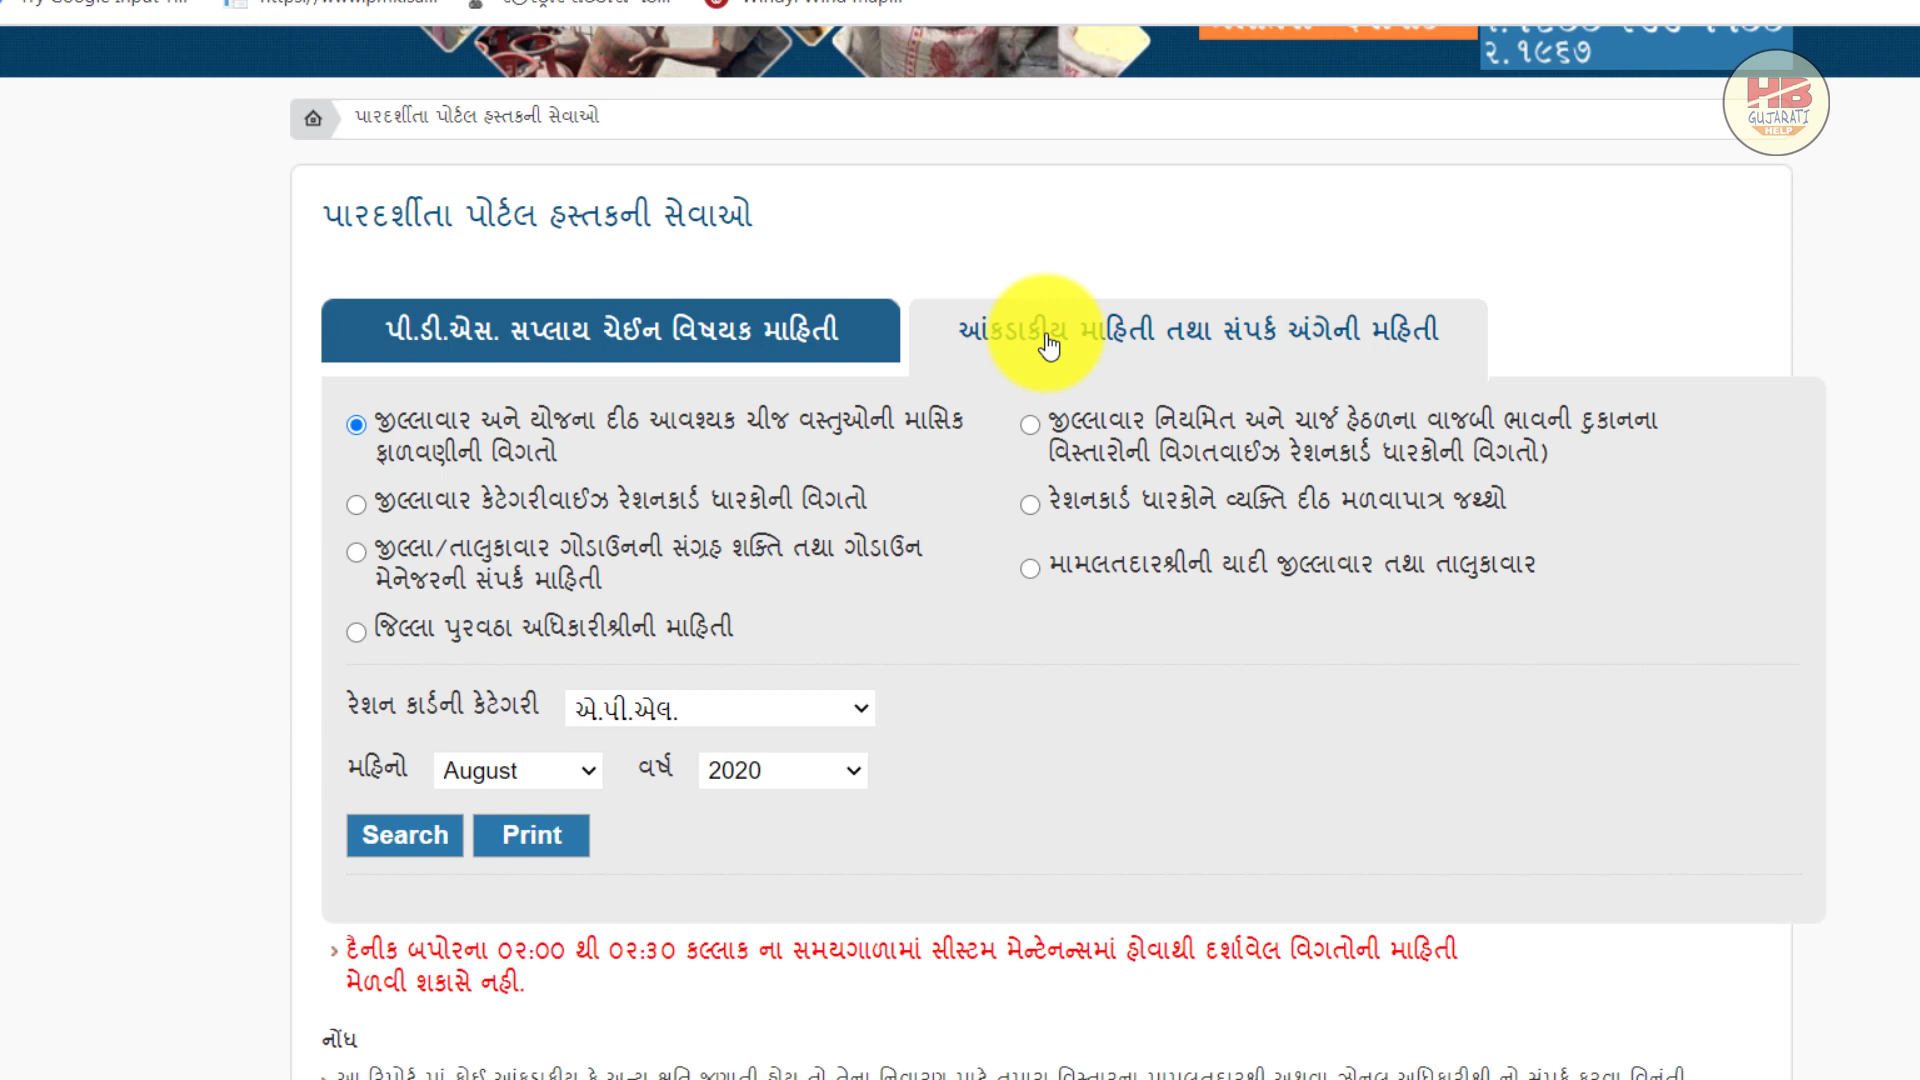 ૨. ૧૯૬૭
HB
GUJARATI
HELP
પારદર્શીતા પોર્ટલ હસ્તકની સેવાઓ
પારદર્શીતા પોર્ટલ હસ્તકની સેવાઓ
પી.ડી.એસ. સપ્લાય ચેઈન વિષયક માહિતી
આંકડાકીય માહિતી તથા સંપર્ક અંગેની મહિતી
જીલ્લાવાર અને યોજના દીઠ આવશ્યક ચીજ વસ્તુઓની માસિક
ફાળવણીની વિગતો
જીલ્લાવાર નિયમિત અને ચાર્જ હેઠળના વાજબી ભાવની દુકાનના
વિસ્તારોની વિગતવાઈઝ રેશનકાર્ડ ધારકોની વિગતો)
જીલ્લાવાર કેટેગરીવાઈઝ રેશનકાર્ડ ધારકોની વિગતો
રેશનકાર્ડ ધારકોને વ્યક્તિ દીઠ મળવાપાત્ર જથ્થો
જીલ્લા/તાલુકાવાર ગોડાઉનની સંગ્રહ શક્તિ તથા ગોડાઉન
મેનેજરની સંપર્ક માહિતી
મામલતદારશ્રીની યાદી જીલ્લાવાર તથા તાલુકાવાર
જિલ્લા પુરવઠા અધિકારીશ્રીની માહિતી
રેશન કાર્ડની કેટેગરી એ.પી.એલ.
મહિનો August વર્ષ 2020
Search Print
દૈનીક બપોરના ૦૨:૦૦ થી ૦૨:૩૦ કલ્લાક ના સમયગાળામાં સીસ્ટમ મેન્ટેનન્સમાં હોવાથી દર્શાવેલ વિગતોની માહિતી
મેળવી શકાસે નહી.
નોંધ